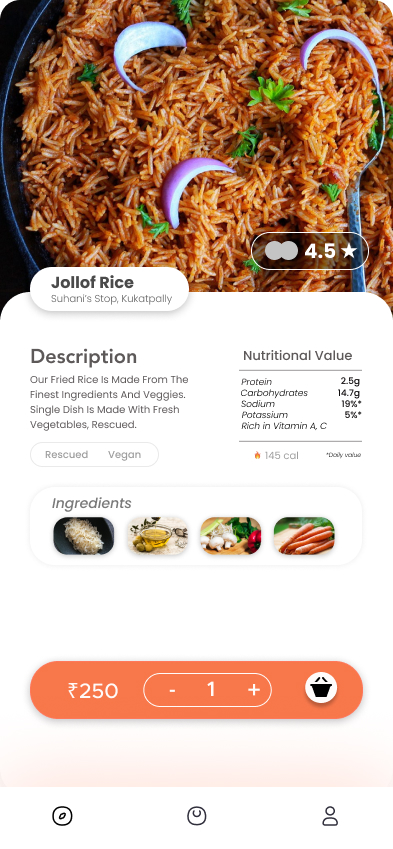 4.5 ★
Jollof Rice
Suhani's Stop, Kukatpally
Description
Our Fried Rice Is Made From The
Finest Ingredients And Veggies.
Single Dish Is Made With Fresh
Vegetables, Rescued.
Rescued Vegan
Nutritional Value
Protein 2.5g
Carbohydrates 14.7g
Sodium 19%*
Potassium 5%*
Rich in Vitamin A, C
145 cal *Daily value
Ingredients
₹250 - 1 +